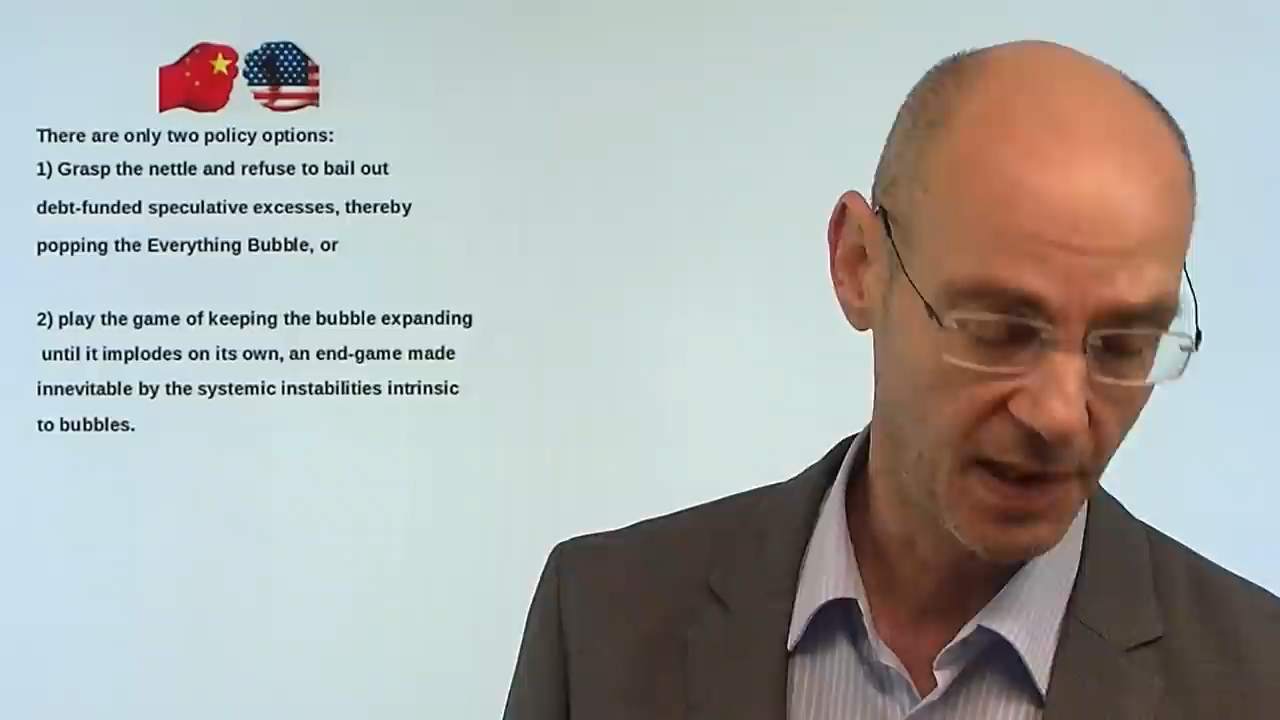 There are only two policy options:
1) Grasp the nettle and refuse to bail out
debt-funded speculative excesses, thereby
popping the Everything Bubble, or
2) play the game of keeping the bubble expanding
until it implodes on its own, an end-game made
innevitable by the systemic instabilities intrinsic
to bubbles.